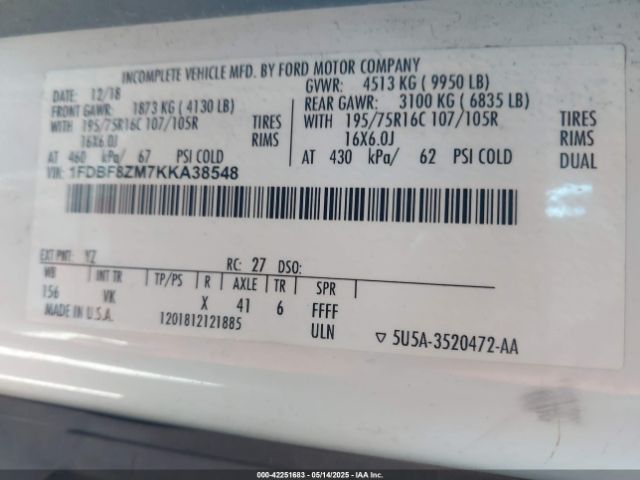 INCOMPLETE VEHICLE MFD. BY FORD MOTOR COMPANY
DATE: 12/18 GVWR: 4513 KG ( 9950 LB)
FRONT GAWR: 1873 KG ( 4130 LB) REAR GAWR: 3100 KG ( 6835 LB)
WITH 195/75R16C 107/105R TIRES WITH 195/75R16C 107/105R TIRES
16X6.0J RIMS 16X6.0J RIMS
AT 460 kPa/ 67 PSI COLD AT 430 kPa/ 62 PSI COLD DUAL
VIN: 1FDBF8ZM7KKA38548
EXT PNT: YZ RC: 27 DSO:
WB INT TR TP/PS R AXLE TR SPR
156 VK X 41 6 FFFF
MADE IN U.S.A. 1201812121885 ULN ▽ 5U5A-3520472-AA
00-42251683 - 05/14/2025 - IAA Inc.